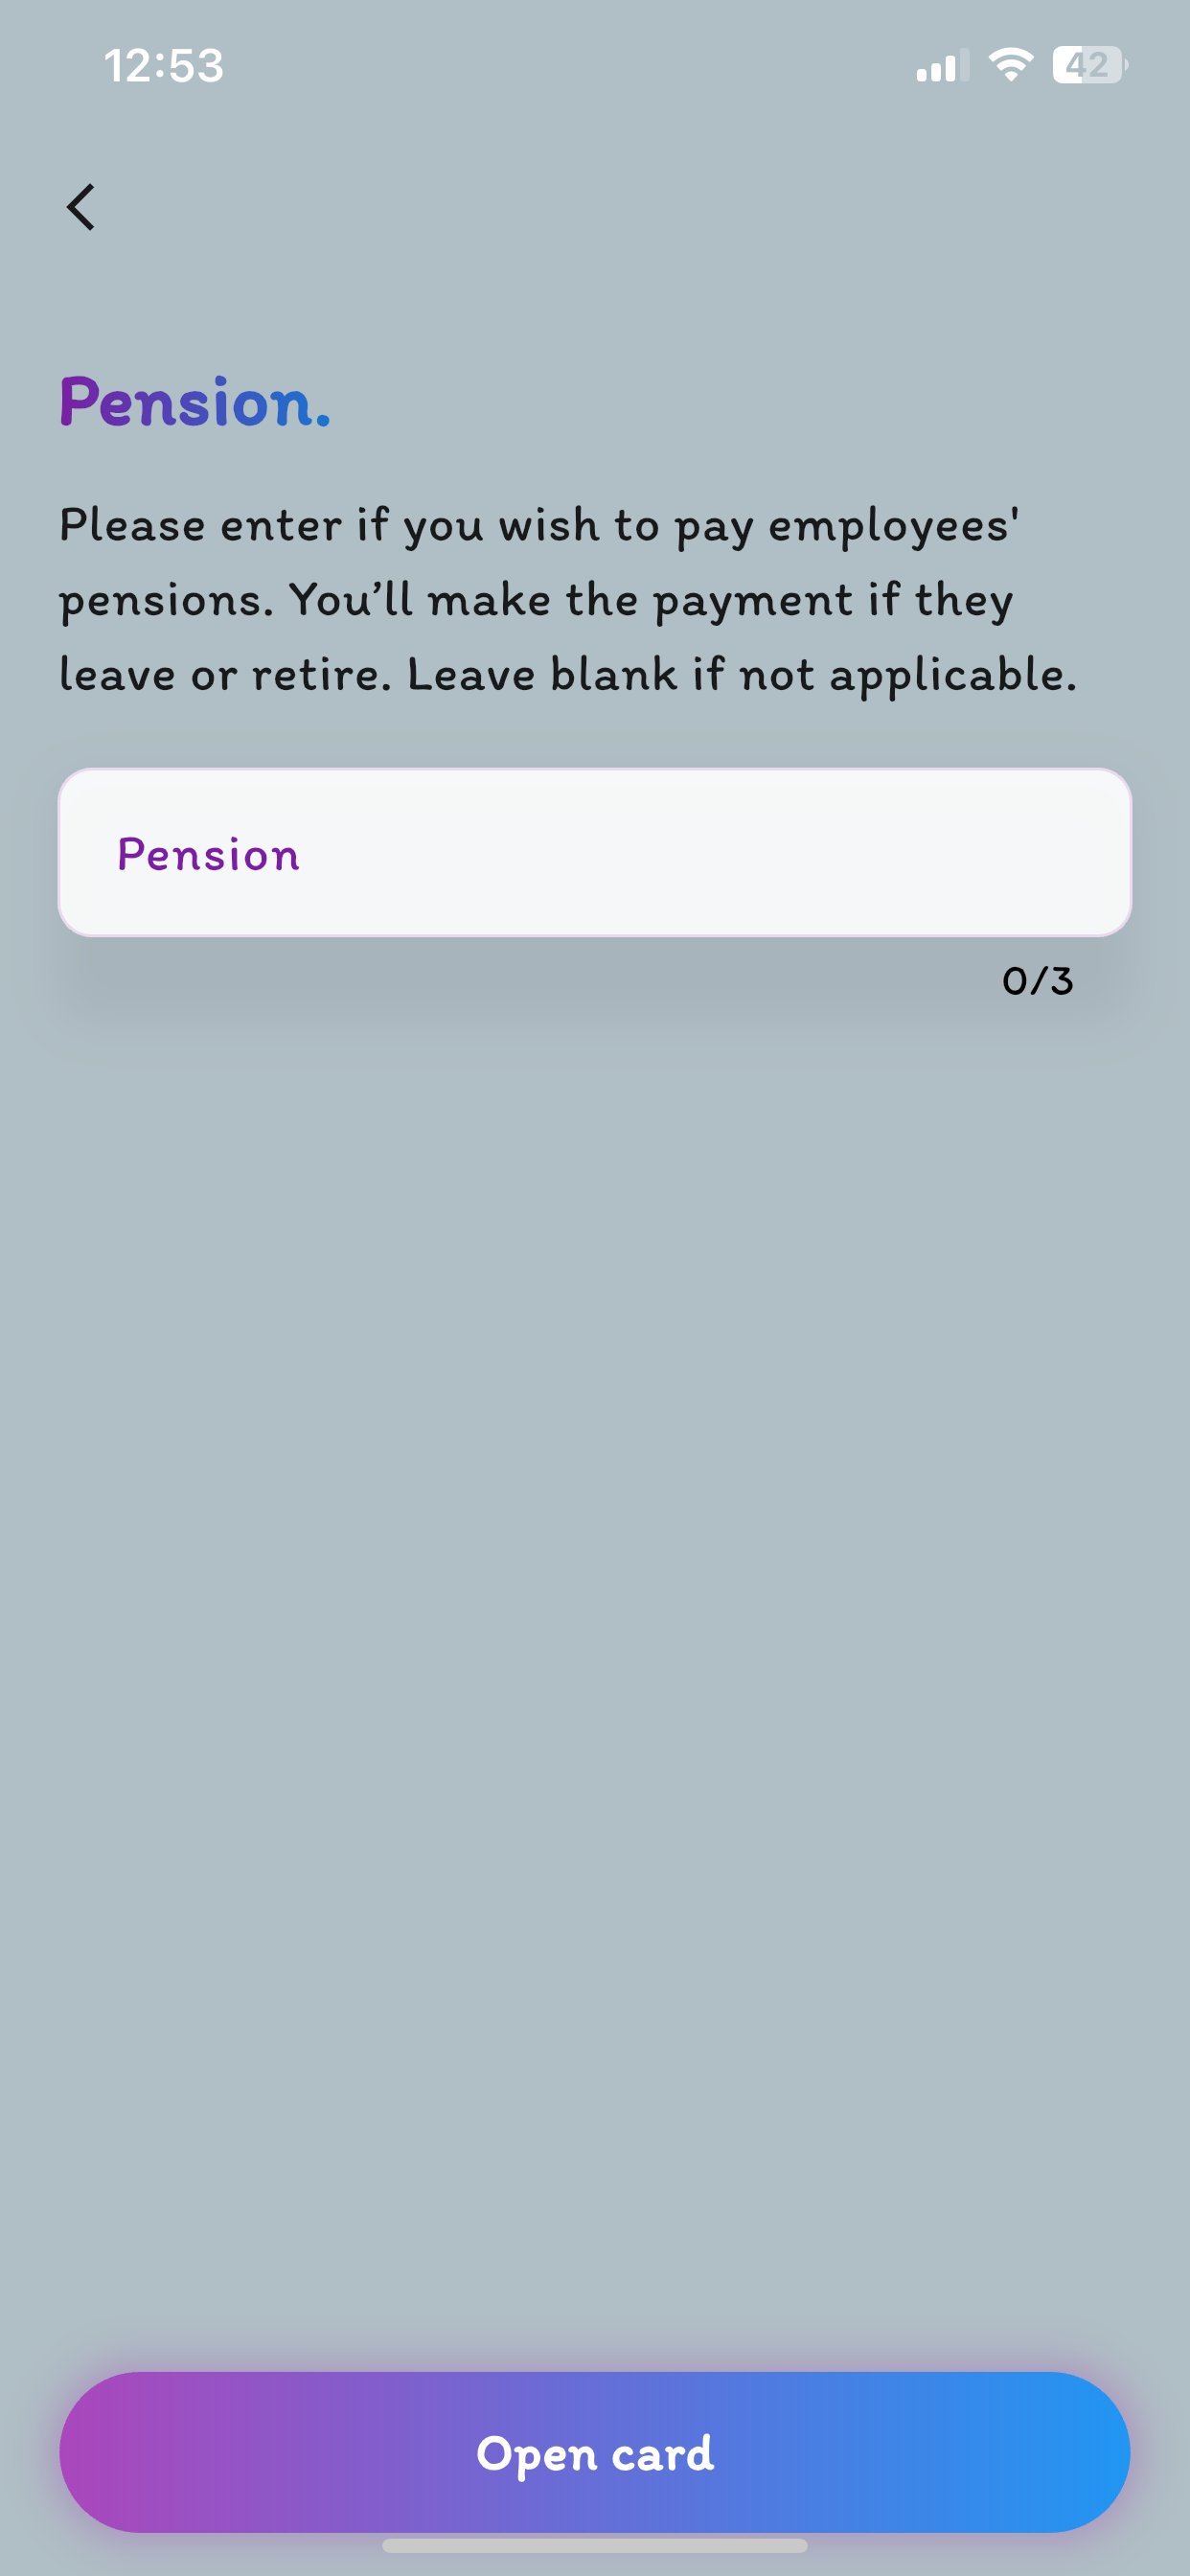 12:53
42
Pension.
Please enter if you wish to pay employees'
pensions. You’ll make the payment if they
leave or retire. Leave blank if not applicable.
Pension
0/3
Open card